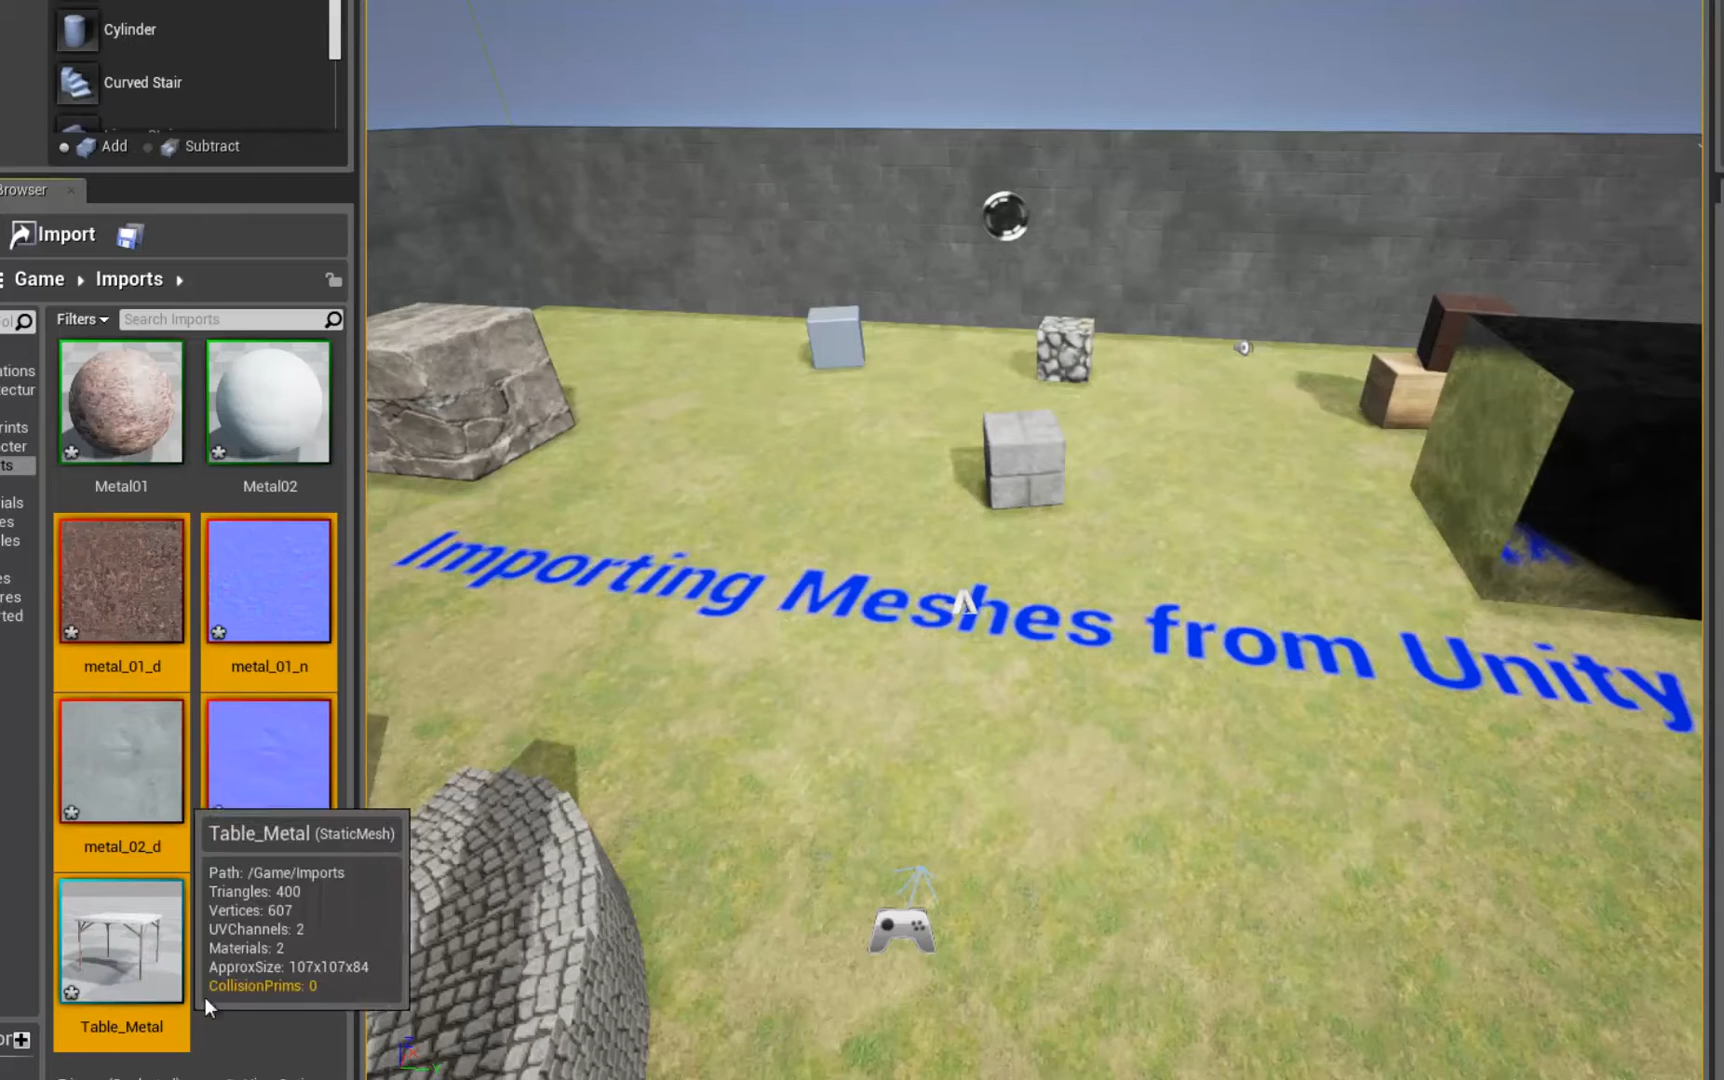 Cylinder
Curved Stair
Add
Subtract
Browser
Import
Game
Imports
Filters
Search Imports
Metal01
Metal02
metal_01_d
metal_01_n
metal_02_d
Table_Metal
Table_Metal (StaticMesh)
Path: /Game/Imports
Triangles: 400
Vertices: 607
UVChannels: 2
Materials: 2
ApproxSize: 107x107x84
CollisionPrims: 0
Importing Meshes from Unity